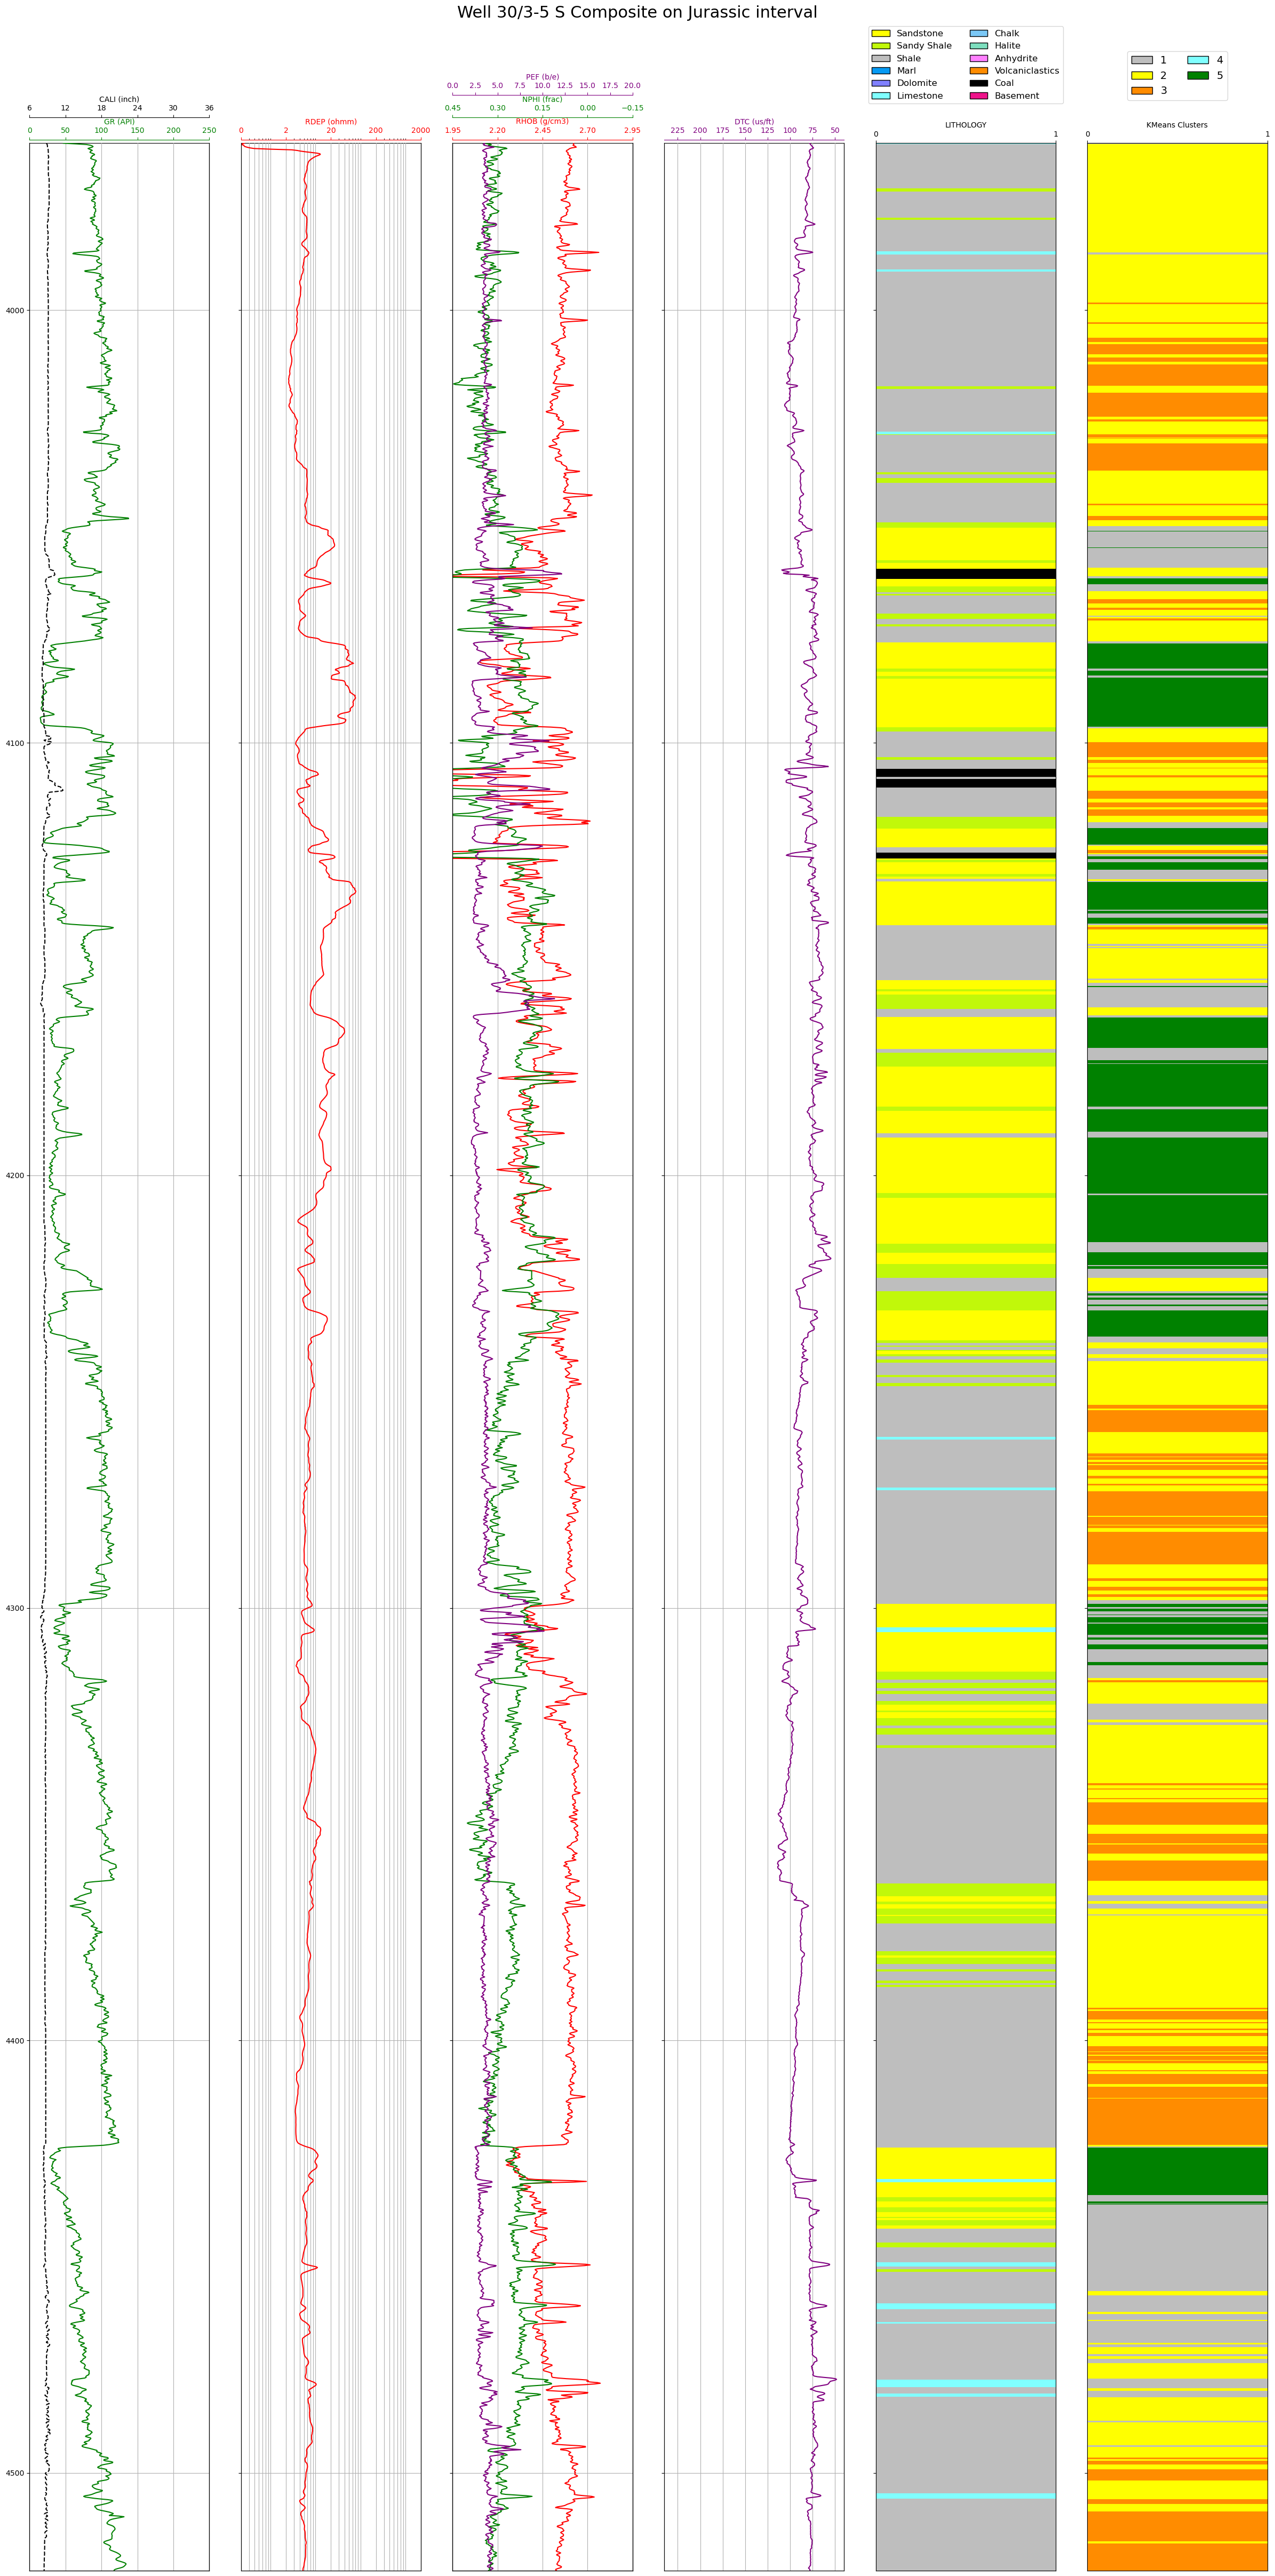 Well 30/3-5 S Composite on Jurassic interval
Sandstone Chalk
Sandy Shale Halite
Shale Anhydrite
Marl Volcaniclastics
Dolomite Coal
Limestone Basement
1 4
2 5
3
PEF (b/e)
0.0 2.5 5.0 7.5 10.0 12.5 15.0 17.5 20.0
CALI (inch)
6 12 18 24 30 36
NPHI (frac)
0.45 0.30 0.15 0.00 −0.15
GR (API)
0 50 100 150 200 250
RDEP (ohmm)
0 2 20 200 2000
RHOB (g/cm3)
1.95 2.20 2.45 2.70 2.95
DTC (us/ft)
225 200 175 150 125 100 75 50
LITHOLOGY
0 1
KMeans Clusters
0 1
4000
4100
4200
4300
4400
4500